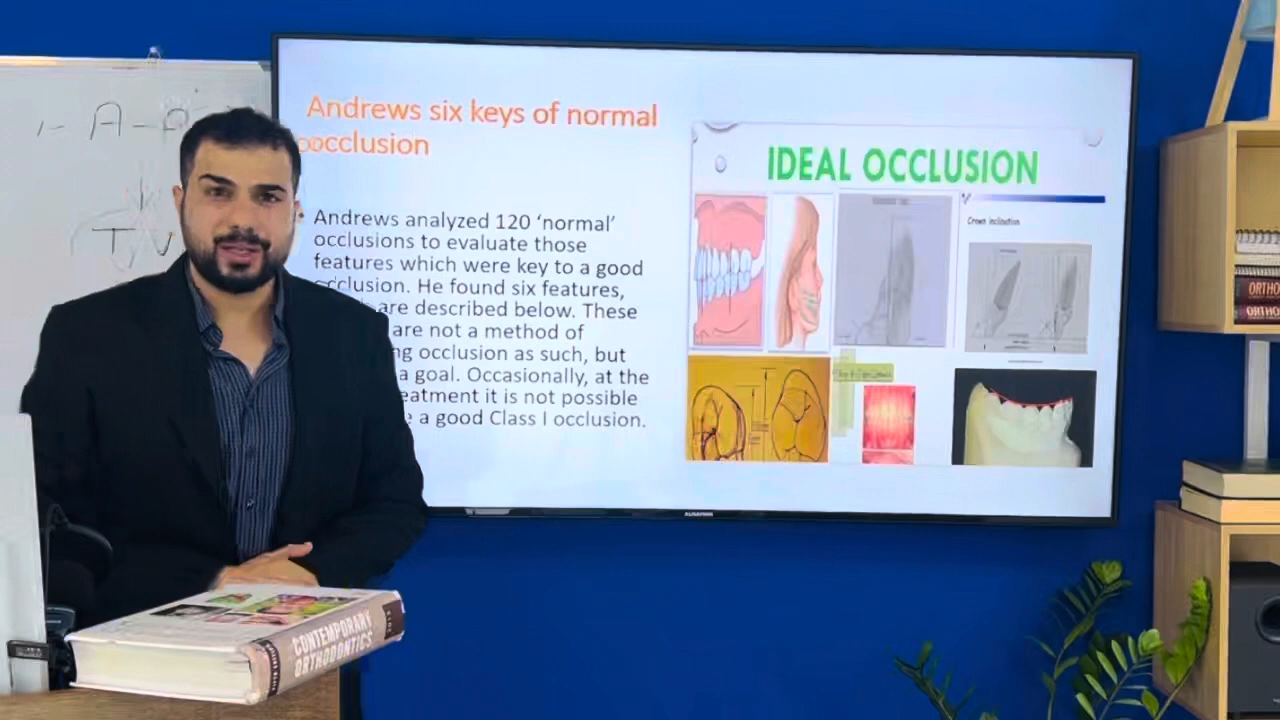 1- A - P
T V
Andrews six keys of normal
occlusion
• Andrews analyzed 120 ‘normal’
occlusions to evaluate those
features which were key to a good
occlusion. He found six features,
are described below. These
are not a method of
occlusion as such, but
a goal. Occasionally, at the
it is not possible
a good Class I occlusion.
IDEAL OCCLUSION
Crown inclination
CONTEMPORARY
ORTHODONTICS
ORTHO
ORTHO